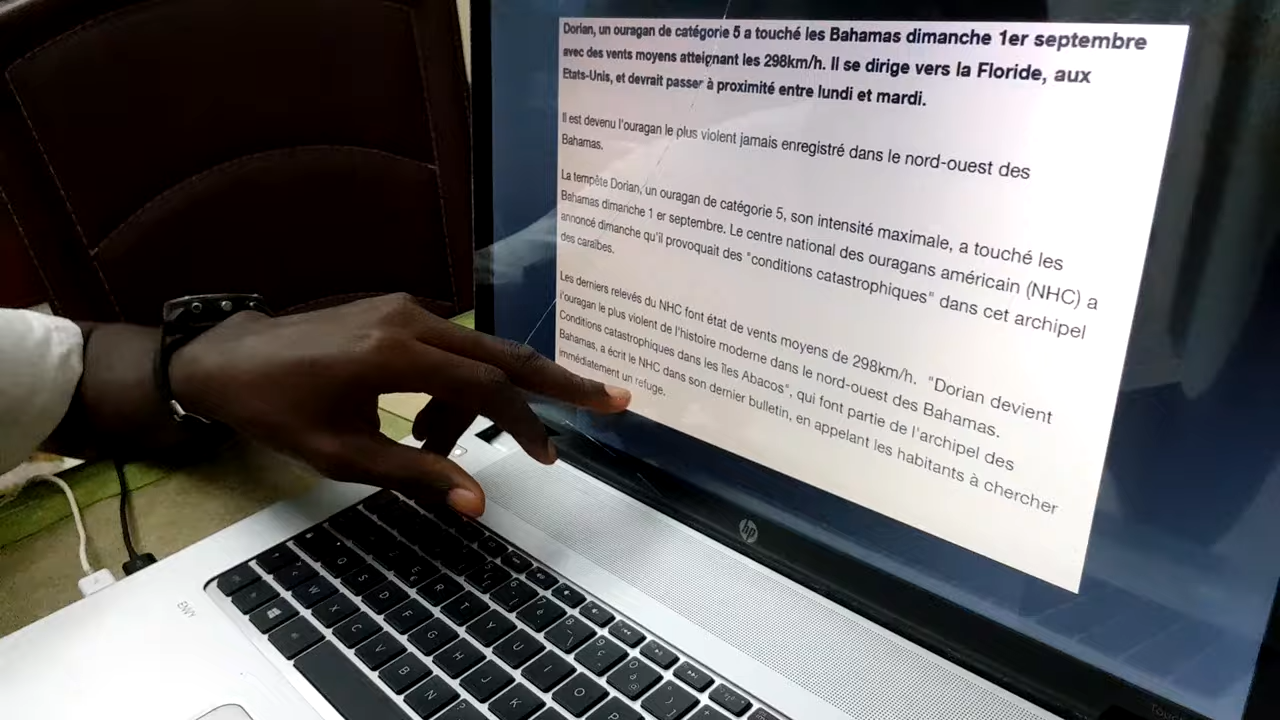 Dorian, un ouragan de catégorie 5 a touché les Bahamas dimanche 1er septembre
avec des vents moyens atteignant les 298km/h. Il se dirige vers la Floride, aux
Etats-Unis, et devrait passer à proximité entre lundi et mardi.
Il est devenu l'ouragan le plus violent jamais enregistré dans le nord-ouest des
Bahamas.
La tempête Dorian, un ouragan de catégorie 5, son intensité maximale, a touché les
Bahamas dimanche 1 er septembre. Le centre national des ouragans américain (NHC) a
annoncé dimanche qu'il provoquait des "conditions catastrophiques" dans cet archipel
des caraïbes.
Les derniers relevés du NHC font état de vents moyens de 298km/h. "Dorian devient
l'ouragan le plus violent de l'histoire moderne dans le nord-ouest des Bahamas.
Conditions catastrophiques dans les îles Abacos", qui font partie de l'archipel des
Bahamas, a écrit le NHC dans son dernier bulletin, en appelant les habitants à chercher
immédiatement un refuge.
hp
ENVY